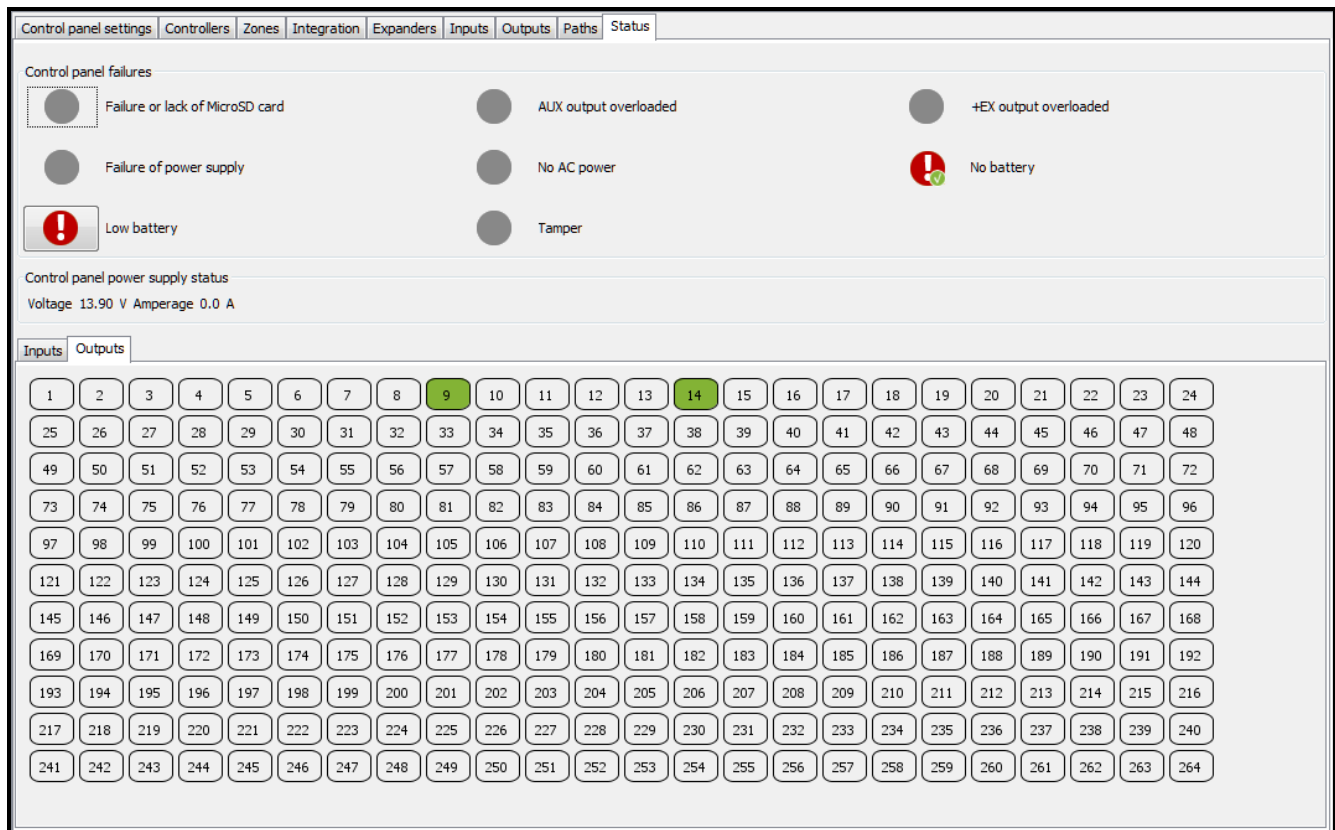 Control panel settings Controllers Zones Integration Expanders Inputs Outputs Paths Status
Control panel failures
Failure or lack of MicroSD card AUX output overloaded +EX output overloaded
Failure of power supply No AC power No battery
Low battery Tamper
Control panel power supply status
Voltage 13.90 V Amperage 0.0 A
Inputs Outputs
1 2 3 4 5 6 7 8 9 10 11 12 13 14 15 16 17 18 19 20 21 22 23 24
25 26 27 28 29 30 31 32 33 34 35 36 37 38 39 40 41 42 43 44 45 46 47 48
49 50 51 52 53 54 55 56 57 58 59 60 61 62 63 64 65 66 67 68 69 70 71 72
73 74 75 76 77 78 79 80 81 82 83 84 85 86 87 88 89 90 91 92 93 94 95 96
97 98 99 100 101 102 103 104 105 106 107 108 109 110 111 112 113 114 115 116 117 118 119 120
121 122 123 124 125 126 127 128 129 130 131 132 133 134 135 136 137 138 139 140 141 142 143 144
145 146 147 148 149 150 151 152 153 154 155 156 157 158 159 160 161 162 163 164 165 166 167 168
169 170 171 172 173 174 175 176 177 178 179 180 181 182 183 184 185 186 187 188 189 190 191 192
193 194 195 196 197 198 199 200 201 202 203 204 205 206 207 208 209 210 211 212 213 214 215 216
217 218 219 220 221 222 223 224 225 226 227 228 229 230 231 232 233 234 235 236 237 238 239 240
241 242 243 244 245 246 247 248 249 250 251 252 253 254 255 256 257 258 259 260 261 262 263 264